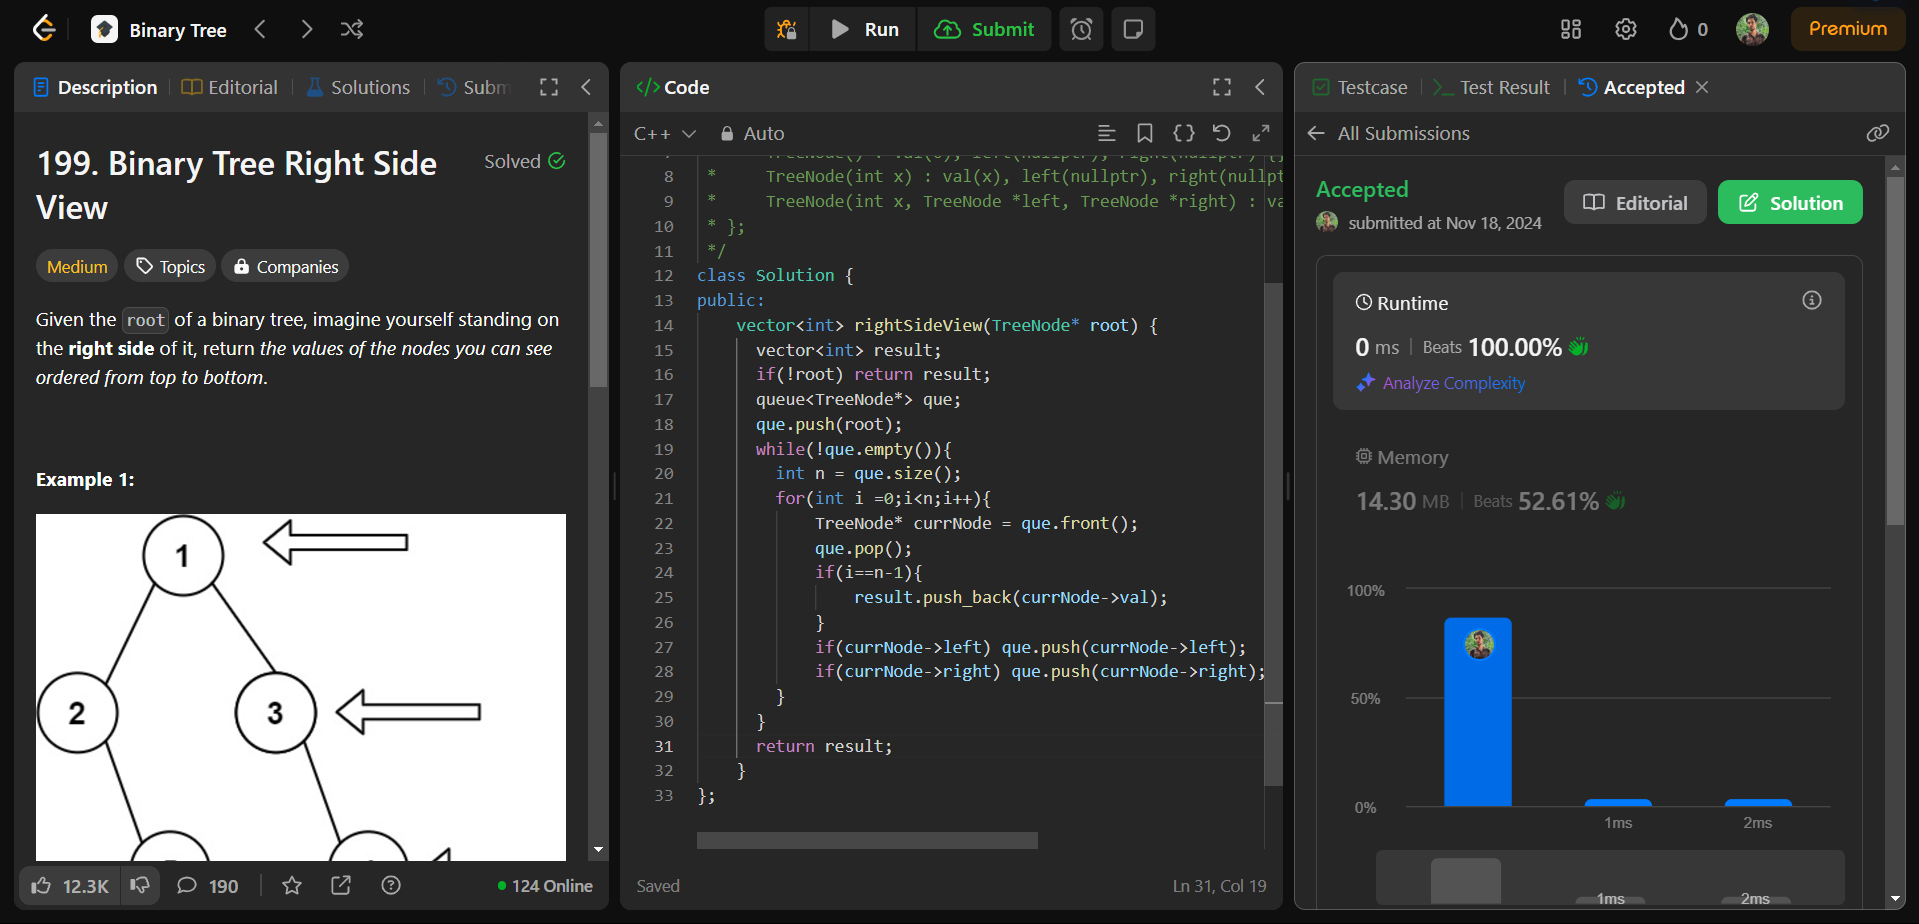 Binary Tree
Run
Submit
0
Premium
Description
Editorial
Solutions
Subm
199. Binary Tree Right Side
View
Solved
Medium
Topics
Companies
Given the root of a binary tree, imagine yourself standing on
the right side of it, return the values of the nodes you can see
ordered from top to bottom.
Example 1:
1
2
3
12.3K
190
124 Online
</> Code
C++
Auto
8 * TreeNode(int x) : val(x), left(nullptr), right(nullpt
9 * TreeNode(int x, TreeNode *left, TreeNode *right) : va
10 * };
11 */
12 class Solution {
13 public:
14 vector<int> rightSideView(TreeNode* root) {
15 vector<int> result;
16 if(!root) return result;
17 queue<TreeNode*> que;
18 que.push(root);
19 while(!que.empty()){
20 int n = que.size();
21 for(int i =0;i<n;i++){
22 TreeNode* currNode = que.front();
23 que.pop();
24 if(i==n-1){
25 result.push_back(currNode->val);
26 }
27 if(currNode->left) que.push(currNode->left);
28 if(currNode->right) que.push(currNode->right);
29 }
30 }
31 return result;
32 }
33 };
Saved
Ln 31, Col 19
Testcase
Test Result
Accepted
All Submissions
Accepted
submitted at Nov 18, 2024
Editorial
Solution
Runtime
0 ms
Beats 100.00%
Analyze Complexity
Memory
14.30 MB
Beats 52.61%
100%
50%
0%
1ms
2ms
1ms
2ms